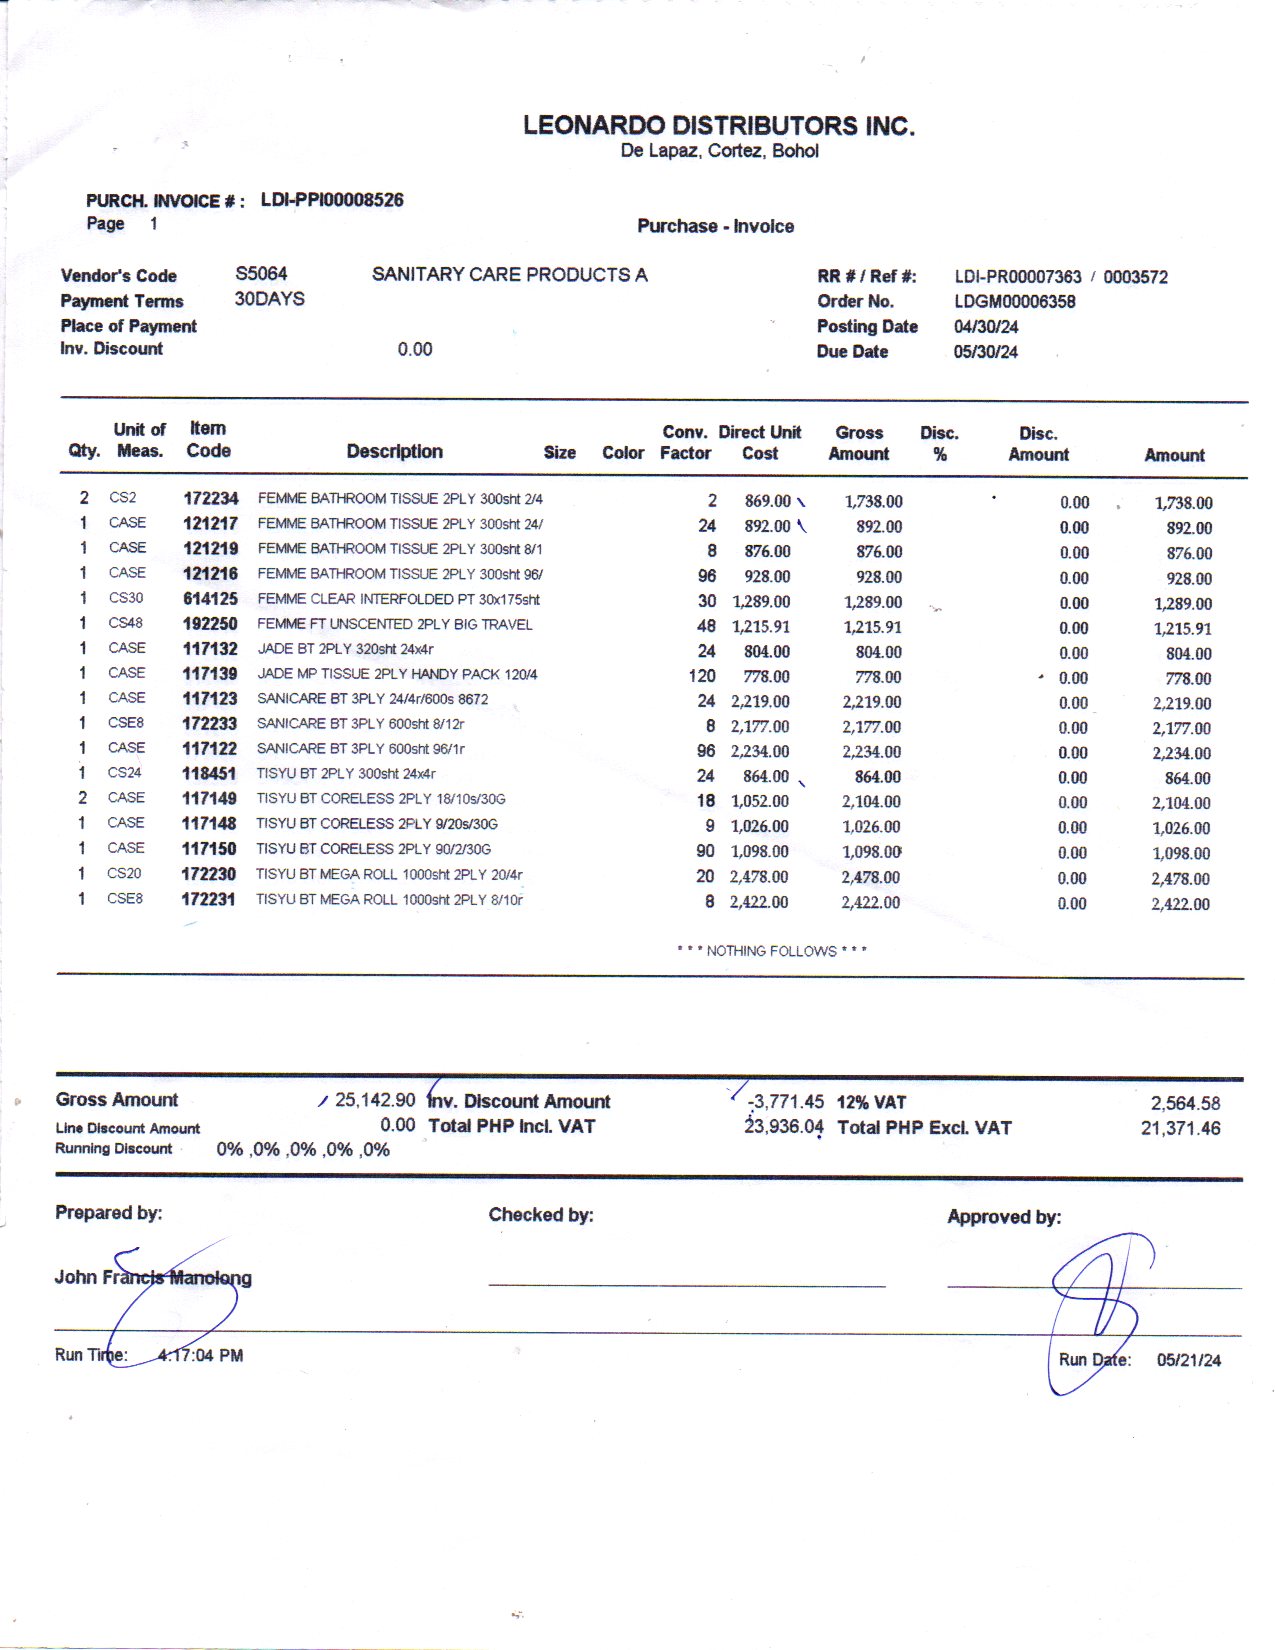 LEONARDO DISTRIBUTORS INC.
De Lapaz, Cortez, Bohol
PURCH. INVOICE # : LDI-PPI00008526
Page 1
Purchase - Invoice
Vendor's Code S5064 SANITARY CARE PRODUCTS A RR # / Ref #: LDI-PR00007363 / 0003572
Payment Terms 30DAYS Order No. LDGM00006358
Place of Payment Posting Date 04/30/24
Inv. Discount 0.00 Due Date 05/30/24
Unit of Item Conv. Direct Unit Gross Disc. Disc.
Qty. Meas. Code Description Size Color Factor Cost Amount % Amount Amount
2 CS2 172234 FEMME BATHROOM TISSUE 2PLY 300sht 2/4 2 869.00 1,738.00 0.00 1,738.00
1 CASE 121217 FEMME BATHROOM TISSUE 2PLY 300sht 24/ 24 892.00 892.00 0.00 892.00
1 CASE 121219 FEMME BATHROOM TISSUE 2PLY 300sht 8/1 8 876.00 876.00 0.00 876.00
1 CASE 121216 FEMME BATHROOM TISSUE 2PLY 300sht 96/ 96 928.00 928.00 0.00 928.00
1 CS30 614125 FEMME CLEAR INTERFOLDED PT 30x175sht 30 1,289.00 1,289.00 0.00 1,289.00
1 CS48 192250 FEMME FT UNSCENTED 2PLY BIG TRAVEL 48 1,215.91 1,215.91 0.00 1,215.91
1 CASE 117132 JADE BT 2PLY 320sht 24x4r 24 804.00 804.00 0.00 804.00
1 CASE 117139 JADE MP TISSUE 2PLY HANDY PACK 120/4 120 778.00 778.00 0.00 778.00
1 CASE 117123 SANICARE BT 3PLY 24/4r/600s 8672 24 2,219.00 2,219.00 0.00 2,219.00
1 CSE8 172233 SANICARE BT 3PLY 600sht 8/12r 8 2,177.00 2,177.00 0.00 2,177.00
1 CASE 117122 SANICARE BT 3PLY 600sht 96/1r 96 2,234.00 2,234.00 0.00 2,234.00
1 CS24 118451 TISYU BT 2PLY 300sht 24x4r 24 864.00 864.00 0.00 864.00
2 CASE 117149 TISYU BT CORELESS 2PLY 18/10s/30G 18 1,052.00 2,104.00 0.00 2,104.00
1 CASE 117148 TISYU BT CORELESS 2PLY 9/20s/30G 9 1,026.00 1,026.00 0.00 1,026.00
1 CASE 117150 TISYU BT CORELESS 2PLY 90/2/30G 90 1,098.00 1,098.00 0.00 1,098.00
1 CS20 172230 TISYU BT MEGA ROLL 1000sht 2PLY 20/4r 20 2,478.00 2,478.00 0.00 2,478.00
1 CSE8 172231 TISYU BT MEGA ROLL 1000sht 2PLY 8/10r 8 2,422.00 2,422.00 0.00 2,422.00
* * * NOTHING FOLLOWS * * *
Gross Amount 25,142.90 Inv. Discount Amount -3,771.45 12% VAT 2,564.58
Line Discount Amount 0.00 Total PHP Incl. VAT 23,936.04 Total PHP Excl. VAT 21,371.46
Running Discount 0% ,0% ,0% ,0% ,0%
Prepared by: Checked by: Approved by:
John Francis Manolong
Run Time: 4:17:04 PM Run Date: 05/21/24